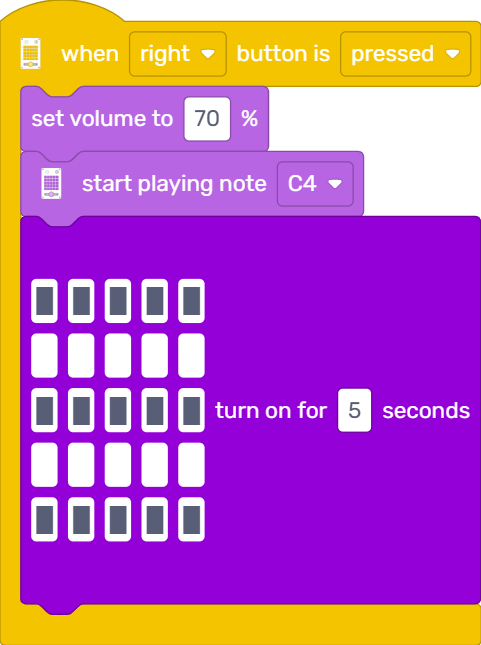 when right button is pressed
set volume to 70 %
start playing note C4
turn on for 5 seconds